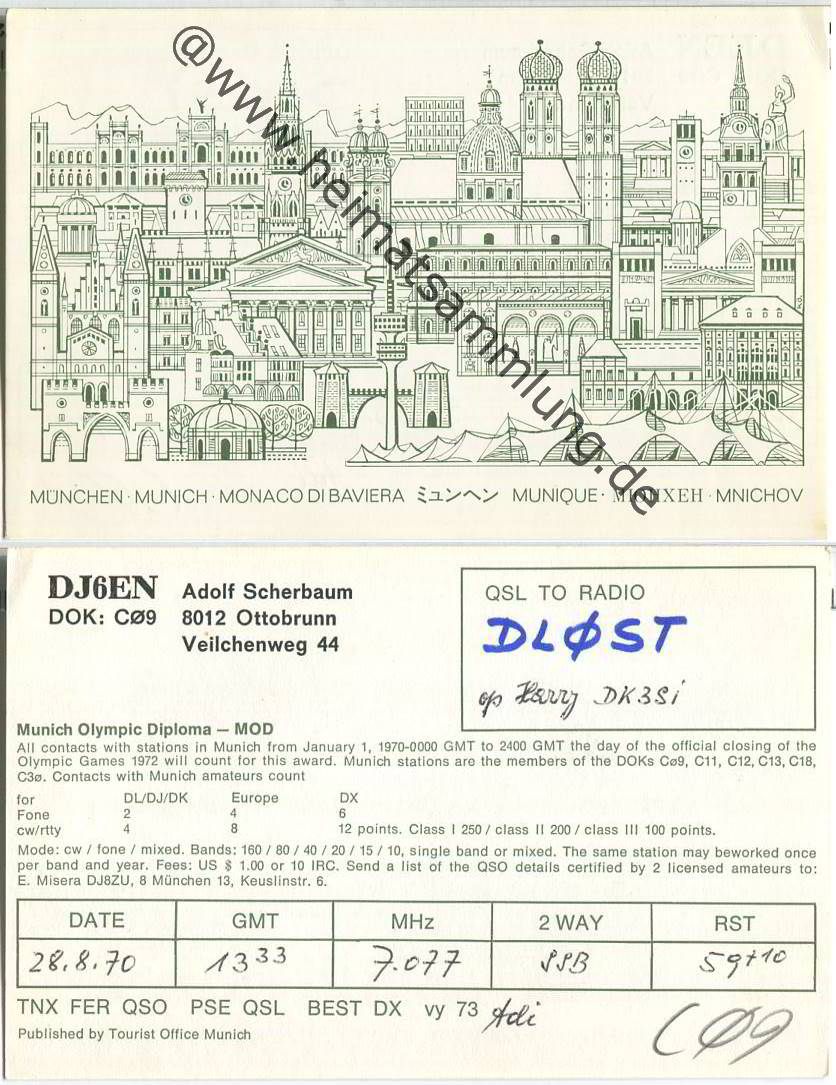 @www.heimatsammlung.de
MÜNCHEN · MUNICH · MONACO DI BAVIERA ミュンヘン MUNIQUE · МЮНХЕН · MNICHOV
DJ6EN Adolf Scherbaum
DOK: CØ9 8012 Ottobrunn
Veilchenweg 44
QSL TO RADIO
DLØST
op Harry DK3Si
Munich Olympic Diploma – MOD
All contacts with stations in Munich from January 1, 1970-0000 GMT to 2400 GMT the day of the official closing of the
Olympic Games 1972 will count for this award. Munich stations are the members of the DOKs Cø9, C11, C12, C13, C18,
C3ø. Contacts with Munich amateurs count
for DL/DJ/DK Europe DX
Fone 2 4 6
cw/rtty 4 8 12 points. Class I 250 / class II 200 / class III 100 points.
Mode: cw / fone / mixed. Bands: 160 / 80 / 40 / 20 / 15 / 10, single band or mixed. The same station may beworked once
per band and year. Fees: US $ 1.00 or 10 IRC. Send a list of the QSO details certified by 2 licensed amateurs to:
E. Misera DJ8ZU, 8 München 13, Keuslinstr. 6.
DATE GMT MHz 2 WAY RST
28.8.70 13 33 7.077 SSB 59+10
TNX FER QSO PSE QSL BEST DX vy 73 Adi
Published by Tourist Office Munich
CØ9